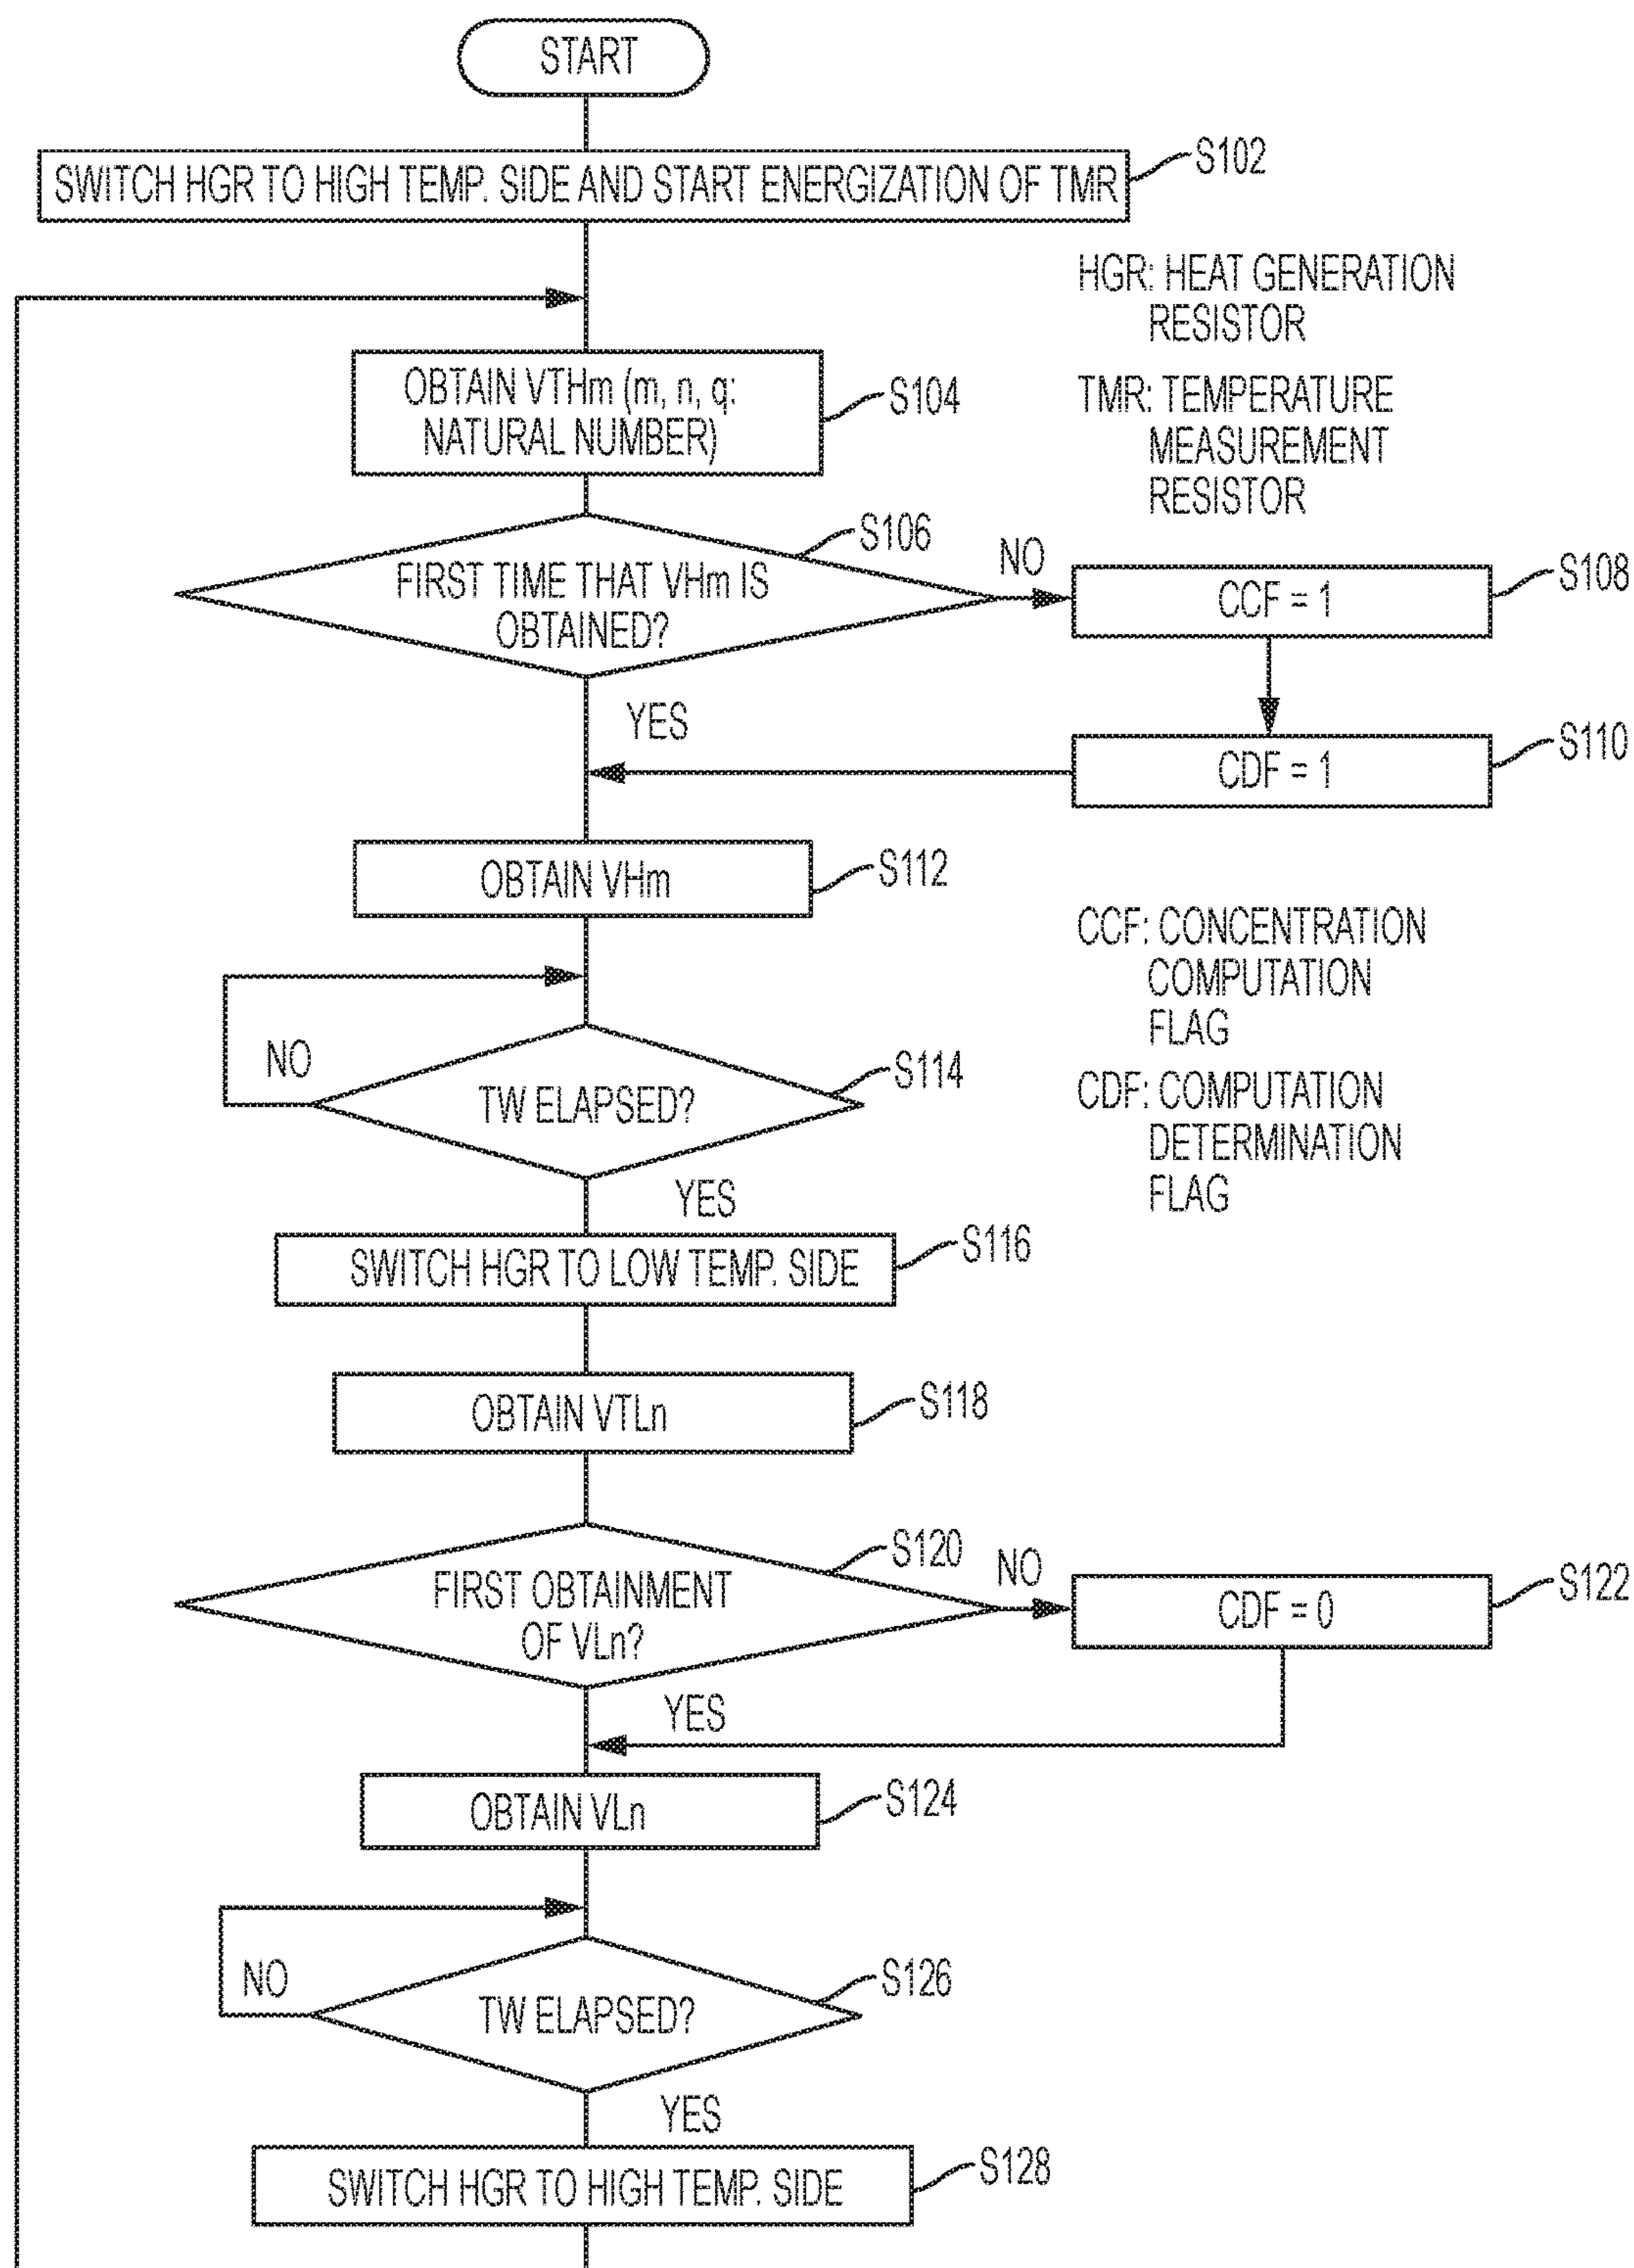 START
SWITCH HGR TO HIGH TEMP. SIDE AND START ENERGIZATION OF TMR
S102
HGR: HEAT GENERATION
RESISTOR
OBTAIN VTHm (m, n, q:
NATURAL NUMBER)
S104
TMR: TEMPERATURE
MEASUREMENT
RESISTOR
S106
FIRST TIME THAT VHm IS
OBTAINED?
NO
CCF = 1
S108
YES
CDF = 1
S110
OBTAIN VHm
S112
CCF: CONCENTRATION
COMPUTATION
FLAG
NO
TW ELAPSED?
S114
CDF: COMPUTATION
DETERMINATION
FLAG
YES
SWITCH HGR TO LOW TEMP. SIDE
S116
OBTAIN VTLn
S118
S120
FIRST OBTAINMENT
OF VLn?
NO
CDF = 0
S122
YES
OBTAIN VLn
S124
NO
TW ELAPSED?
S126
YES
SWITCH HGR TO HIGH TEMP. SIDE
S128